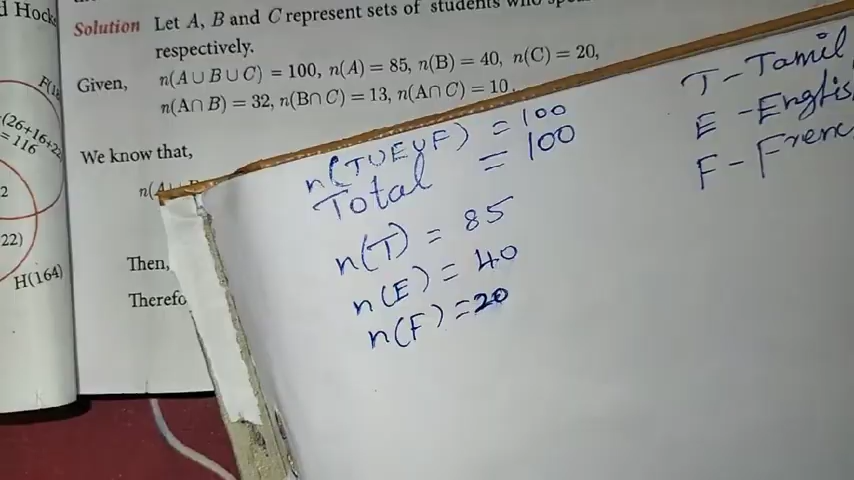 d Hock
F(18
(26+16+22
= 116
2
22)
H(164)
Solution Let A, B and C represent sets of students who
respectively.
Given, n(A∪B∪C) = 100, n(A) = 85, n(B) = 40, n(C) = 20,
n(A∩B) = 32, n(B∩C) = 13, n(A∩C) = 10.
We know that,
Then,
n(T∪E∪F) = 100
Total = 100
n(T) = 85
n(E) = 40
n(F) = 20
T - Tamil
E - Englis
F - Frenc